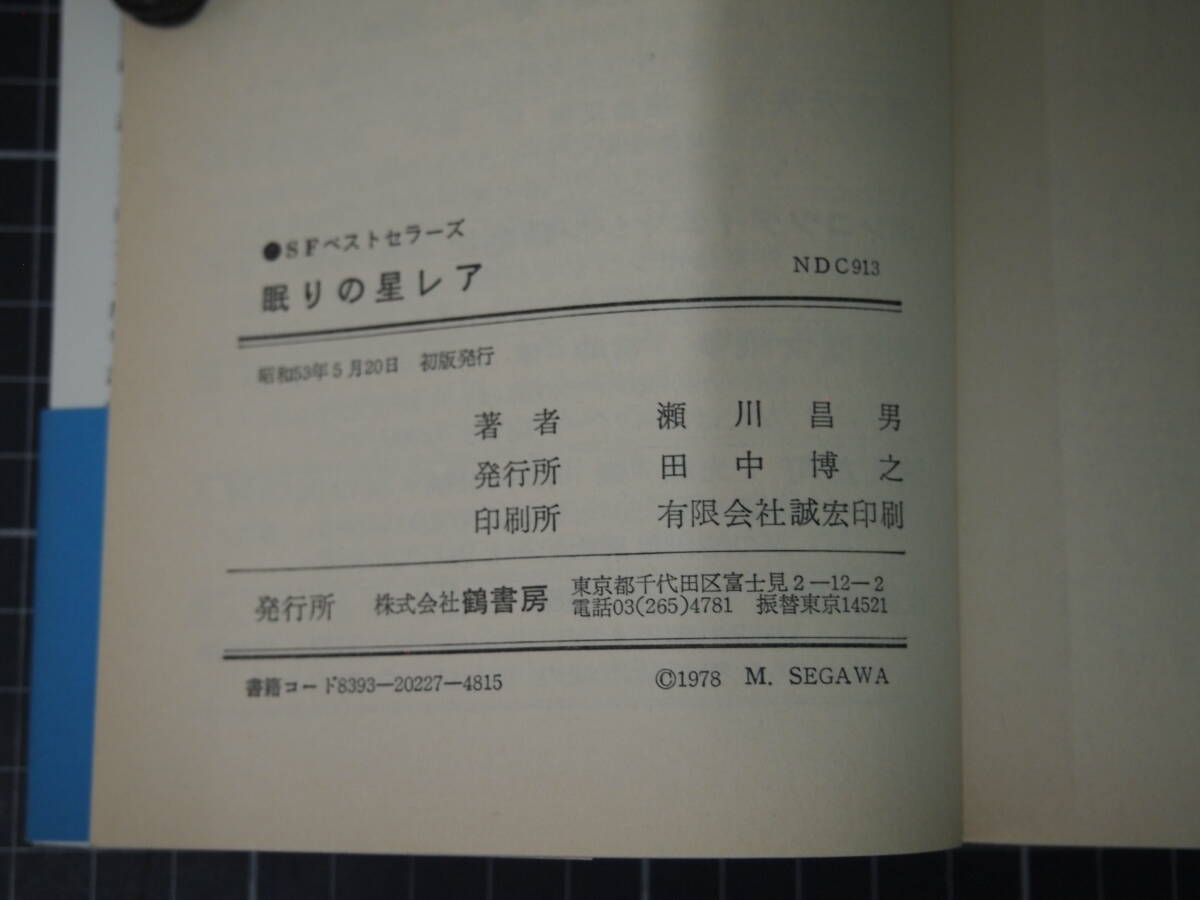 ●SFベストセラーズ
眠りの星レア NDC913
昭和53年5月20日 初版発行
著者 瀬川昌男
発行所 田中博之
印刷所 有限会社誠宏印刷
発行所 株式会社鶴書房 東京都千代田区富士見2―12―2
電話03(265)4781 振替東京14521
書籍コード8393―20227―4815 ©1978 M. SEGAWA